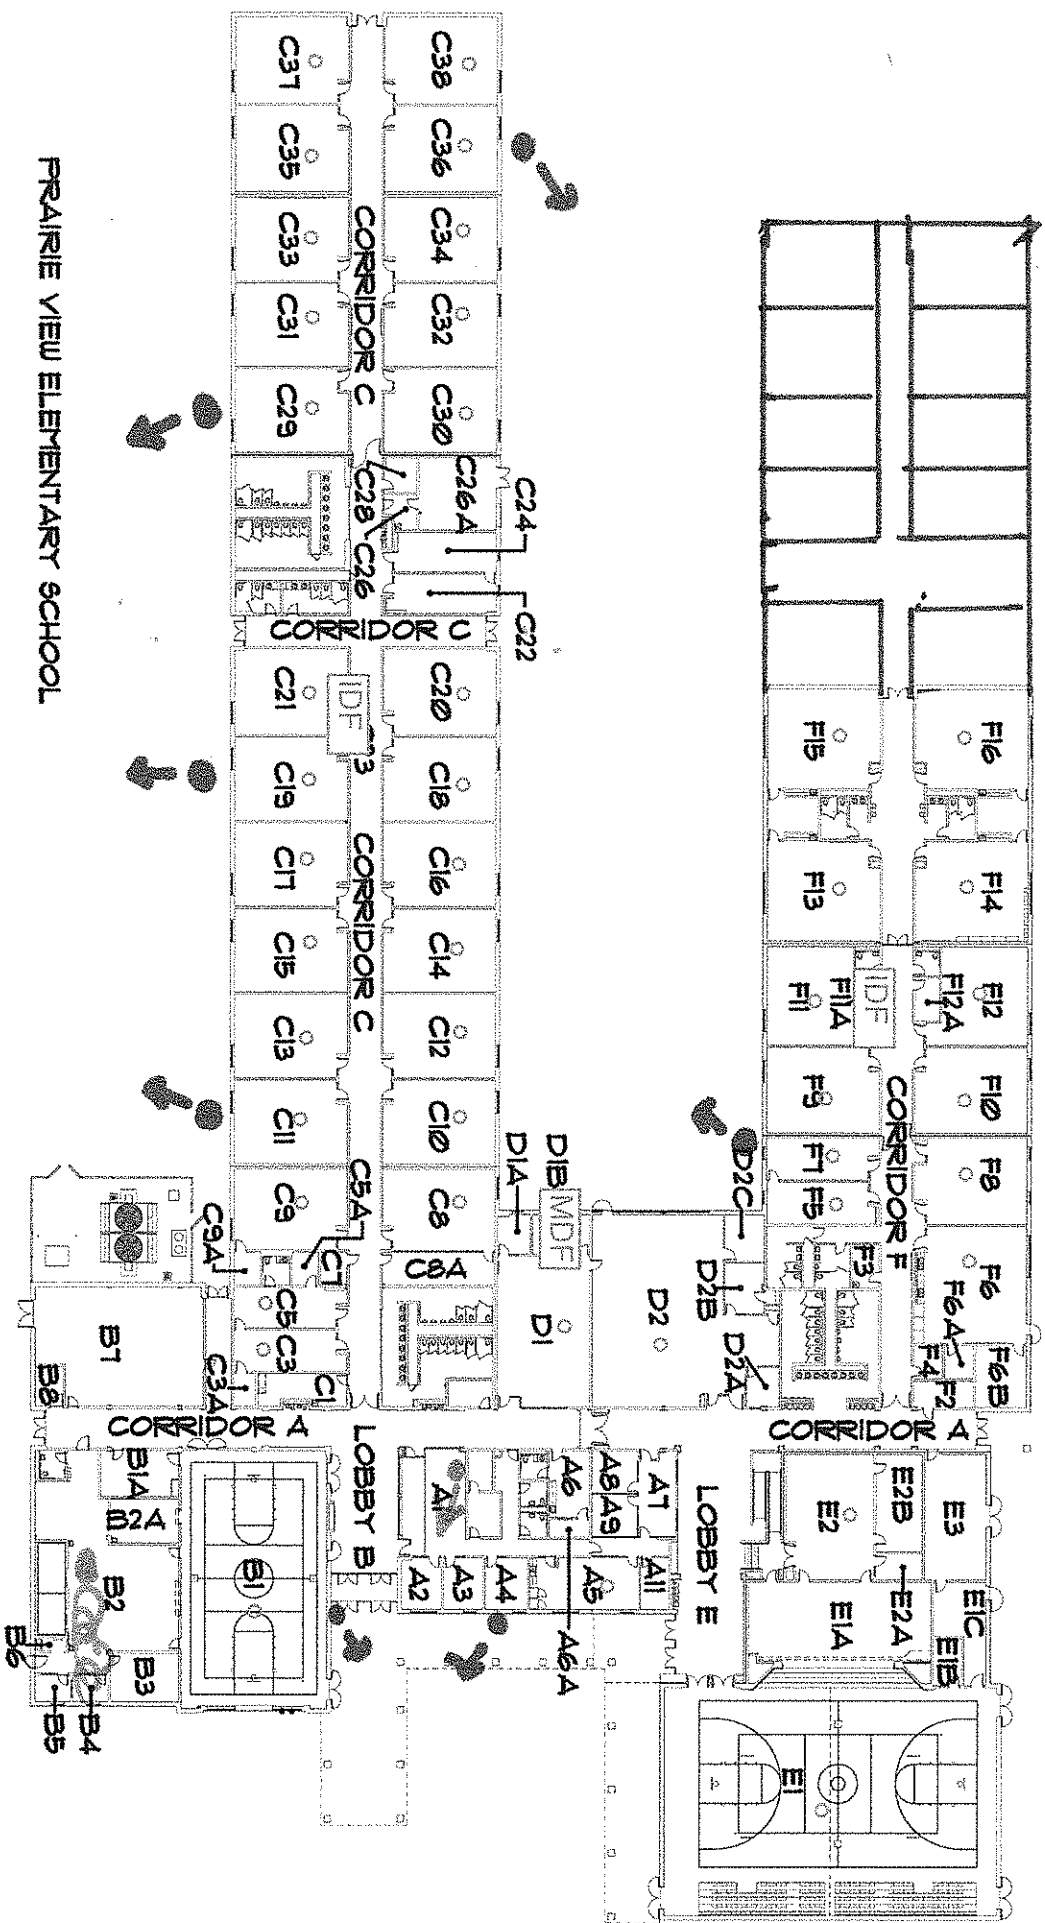 PRAIRIE VIEW ELEMENTARY SCHOOL
C37
C35
C33
C31
C29
C38
C36
C34
C32
C30
CORRIDOR C
C28
C26
C26A
C24
C22
CORRIDOR C
C21
C19
C17
C15
C13
C11
C9
IDF
C20
C18
C16
C14
C12
C10
C8
CORRIDOR C
C5A
C9A
C7
C5
C3
C3A
C1
C8A
D1A
D1B
MDF
D1
D2
D2C
D2B
D2A
F15
F16
F13
F14
F11
F11A
IDF
F12A
F12
F9
F10
CORRIDOR F
F7
F5
F8
F3
F6
F6A
F6B
F4
F2
B7
B8
CORRIDOR A
LOBBY B
CORRIDOR A
B1A
B2A
B2
B1
B3
B4
B5
B6
A1
A2
A3
A4
A5
A6
A6A
A7
A8
A9
A11
LOBBY E
E2
E2B
E3
E2A
E1A
E1C
E1B
E1